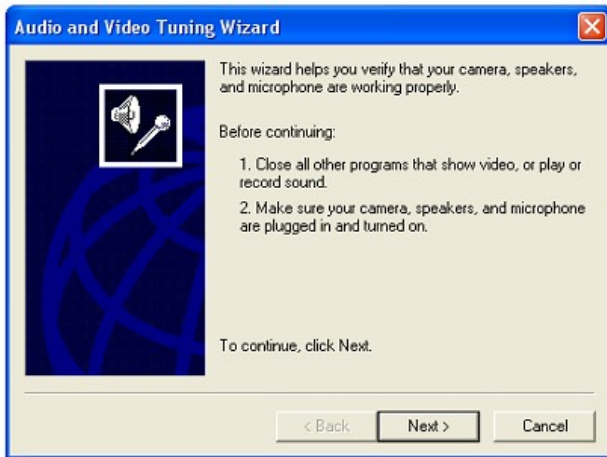 Audio and Video Tuning Wizard
This wizard helps you verify that your camera, speakers,
and microphone are working properly.
Before continuing:
1. Close all other programs that show video, or play or
record sound.
2. Make sure your camera, speakers, and microphone
are plugged in and turned on.
To continue, click Next.
< Back
Next >
Cancel